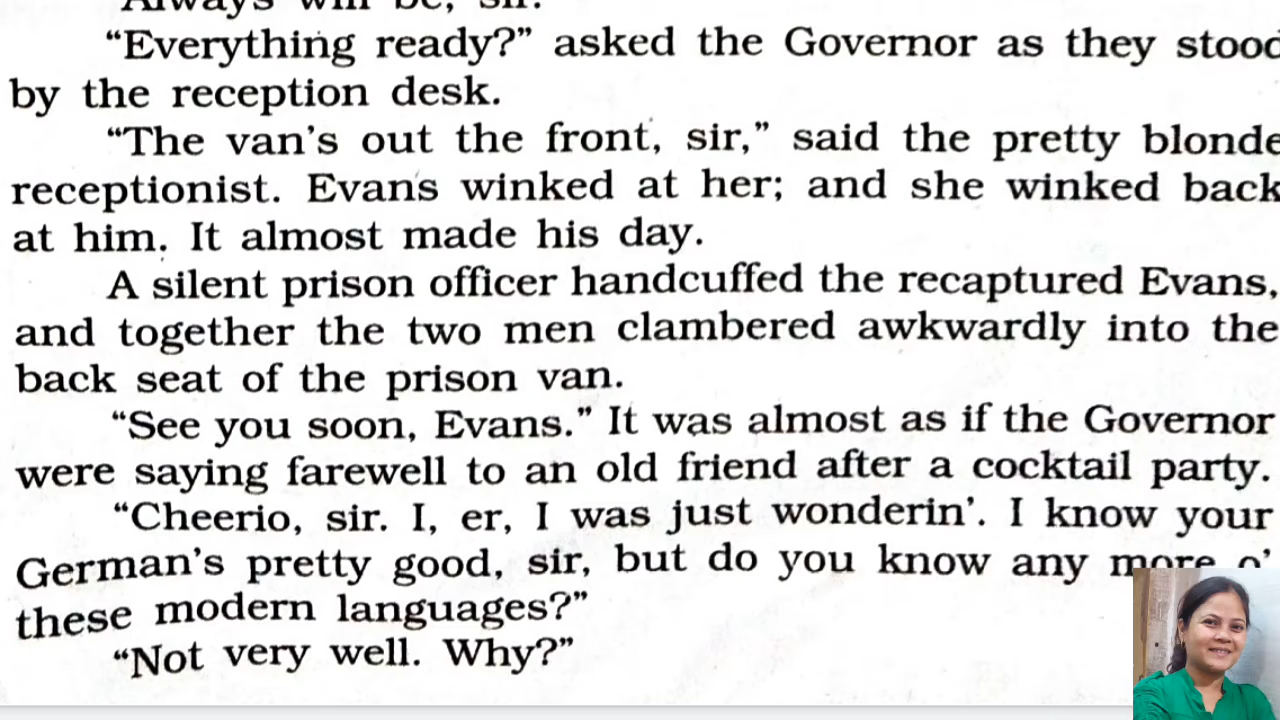 Always will be, sir."
"Everything ready?" asked the Governor as they stood
by the reception desk.
"The van's out the front, sir," said the pretty blonde
receptionist. Evans winked at her; and she winked back
at him. It almost made his day.
A silent prison officer handcuffed the recaptured Evans,
and together the two men clambered awkwardly into the
back seat of the prison van.
"See you soon, Evans." It was almost as if the Governor
were saying farewell to an old friend after a cocktail party.
"Cheerio, sir. I, er, I was just wonderin'. I know your
German's pretty good, sir, but do you know any more o'
these modern languages?"
"Not very well. Why?"